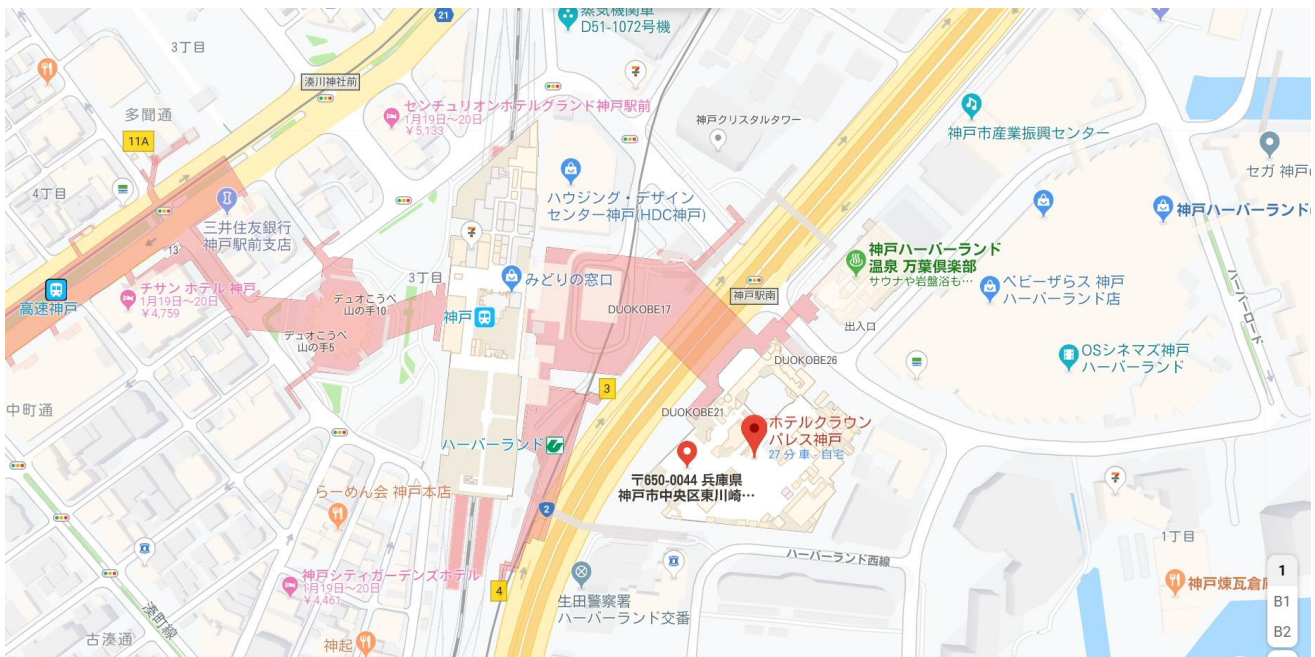 21
蒸気機関車
D51-1072号機
3丁目
湊川神社前
センチュリオンホテルグランド神戸駅前
1月19日～20日
￥5,133
多聞通
11A
神戸クリスタルタワー
神戸市産業振興センター
セガ 神戸
4丁目
三井住友銀行
神戸駅前支店
13
ハウジング・デザイン
センター神戸(HDC神戸)
神戸ハーバーランド
神戸ハーバーランド
温泉 万葉倶楽部
サウナや岩盤浴も…
ハーバーロード
高速神戸
チサン ホテル 神戸
1月19日～20日
￥4,759
デュオこうべ
山の手10
デュオこうべ
山の手5
3丁目
みどりの窓口
神戸
DUOKOBE17
神戸駅南
ベビーザらス 神戸
ハーバーランド店
出入口
OSシネマズ神戸
ハーバーランド
DUOKOBE26
3
中町通
DUOKOBE21
ハーバーランド
ホテルクラウン
パレス神戸
27 分 車 - 自宅
〒650-0044 兵庫県
神戸市中央区東川崎…
らーめん会 神戸本店
2
1丁目
ハーバーランド西線
神戸シティガーデンズホテル
1月19日～20日
￥4,461
4
生田警察署
ハーバーランド交番
神戸煉瓦倉庫
湊町線
古湊通
神起
1
B1
B2